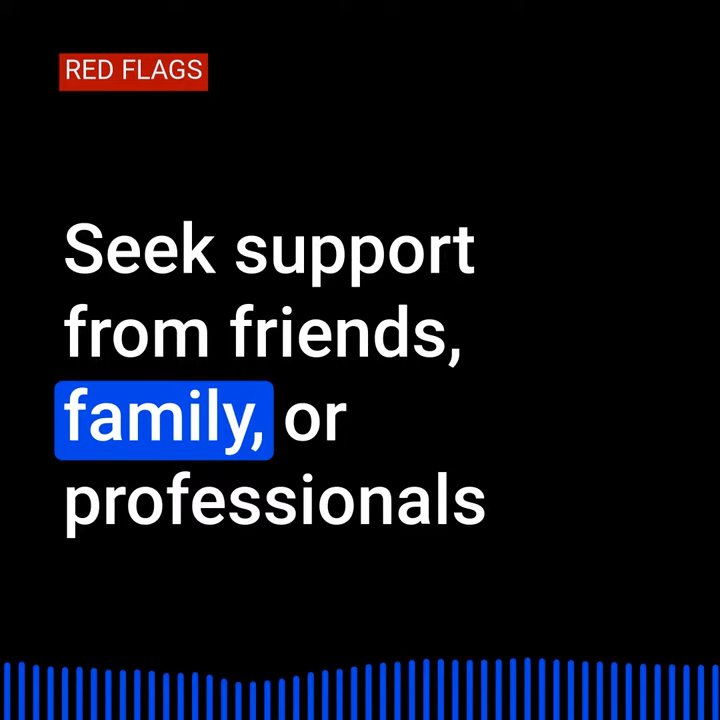 RED FLAGS
Seek support
from friends,
family, or
professionals